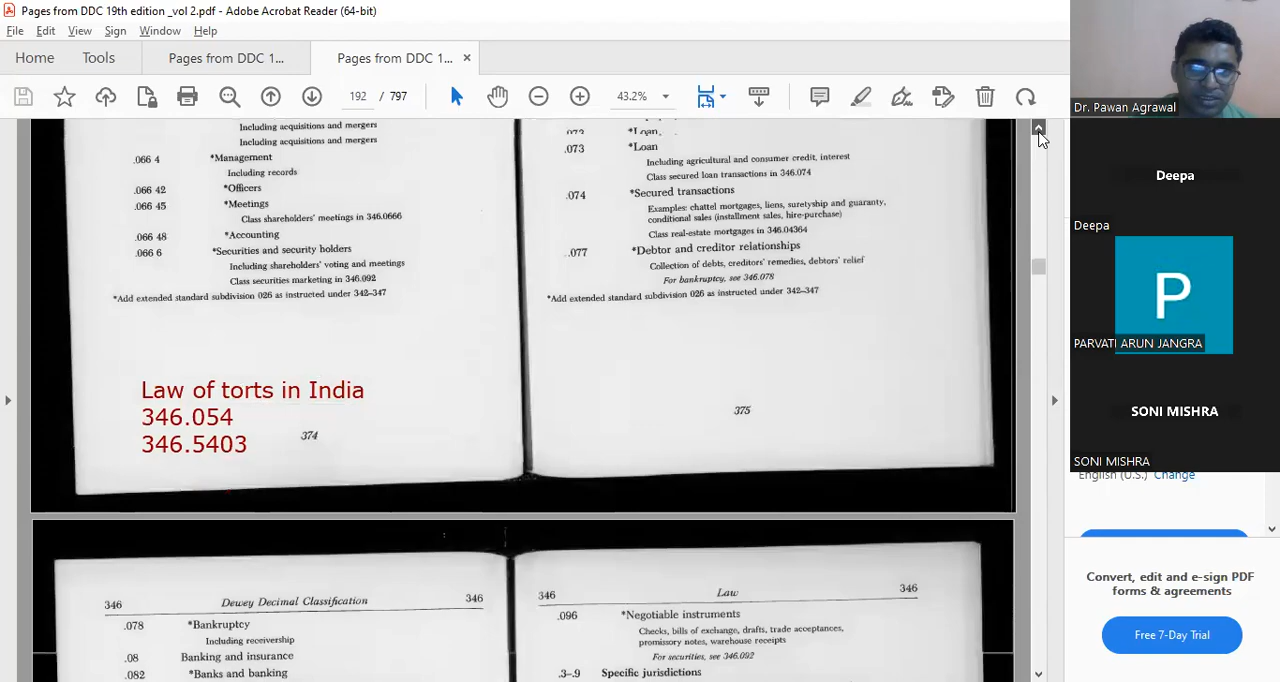 Pages from DDC 19th edition _vol 2.pdf - Adobe Acrobat Reader (64-bit)
File Edit View Sign Window Help
Home Tools Pages from DDC 1... Pages from DDC 1... ×
192 / 797 43.2%
Including acquisitions and mergers
Including acquisitions and mergers
.066 4 *Management
Including records
.066 42 *Officers
.066 45 *Meetings
Class shareholders' meetings in 346.0666
.066 48 *Accounting
.066 6 *Securities and security holders
Including shareholders' voting and meetings
Class securities marketing in 346.092
*Add extended standard subdivision 026 as instructed under 342–347
Law of torts in India
346.054
346.5403
374
*Loan
.073 *Loan
Including agricultural and consumer credit, interest
Class secured loan transactions in 346.074
.074 *Secured transactions
Examples: chattel mortgages, liens, suretyship and guaranty,
conditional sales (installment sales, hire-purchase)
Class real-estate mortgages in 346.04364
.077 *Debtor and creditor relationships
Collection of debts, creditors' remedies, debtors' relief
For bankruptcy, see 346.078
*Add extended standard subdivision 026 as instructed under 342–347
375
346 Dewey Decimal Classification 346
.078 *Bankruptcy
Including receivership
.08 Banking and insurance
.082 *Banks and banking
346 Law 346
.096 *Negotiable instruments
Checks, bills of exchange, drafts, trade acceptances,
promissory notes, warehouse receipts
For securities, see 346.092
.3–.9 Specific jurisdictions
Dr. Pawan Agrawal
Deepa
Deepa
P
PARVATI ARUN JANGRA
SONI MISHRA
SONI MISHRA
English (U.S.) Change
Convert, edit and e-sign PDF
forms & agreements
Free 7-Day Trial